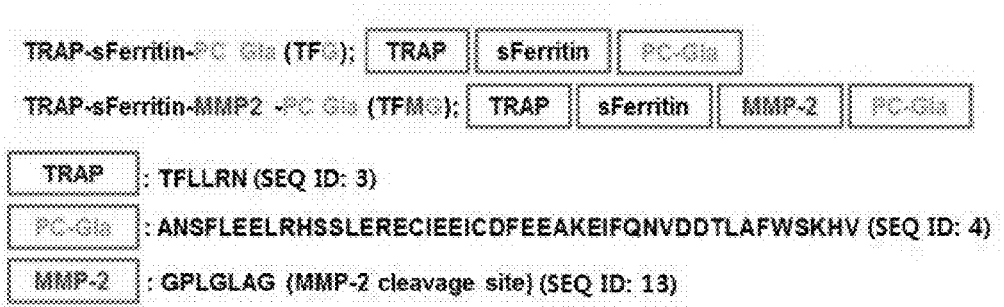 TRAP-sFerritin-PC Gla (TFG); TRAP sFerritin PC-Gla
TRAP-sFerritin-MMP2 -PC Gla (TFMG); TRAP sFerritin MMP-2 PC-Gla
TRAP : TFLLRN (SEQ ID: 3)
PC-Gla : ANSFLEELRHSSLERECIEEICDFEEAKEIFQNVDDTLAFWSKHV (SEQ ID: 4)
MMP-2 : GPLGLAG (MMP-2 cleavage site) (SEQ ID: 13)